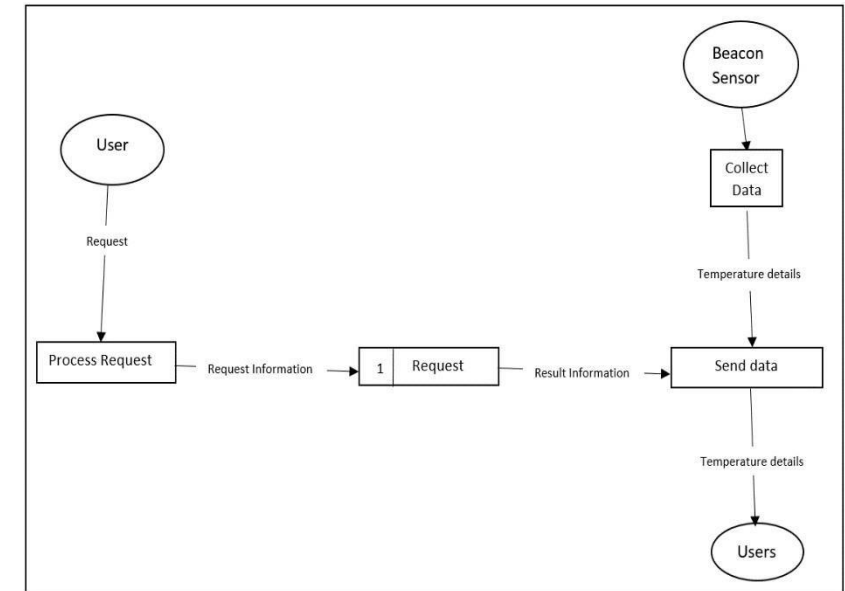 Beacon
Sensor
User
Collect
Data
Request
Temperature details
Process Request
Request Information
1 Request
Result Information
Send data
Temperature details
Users